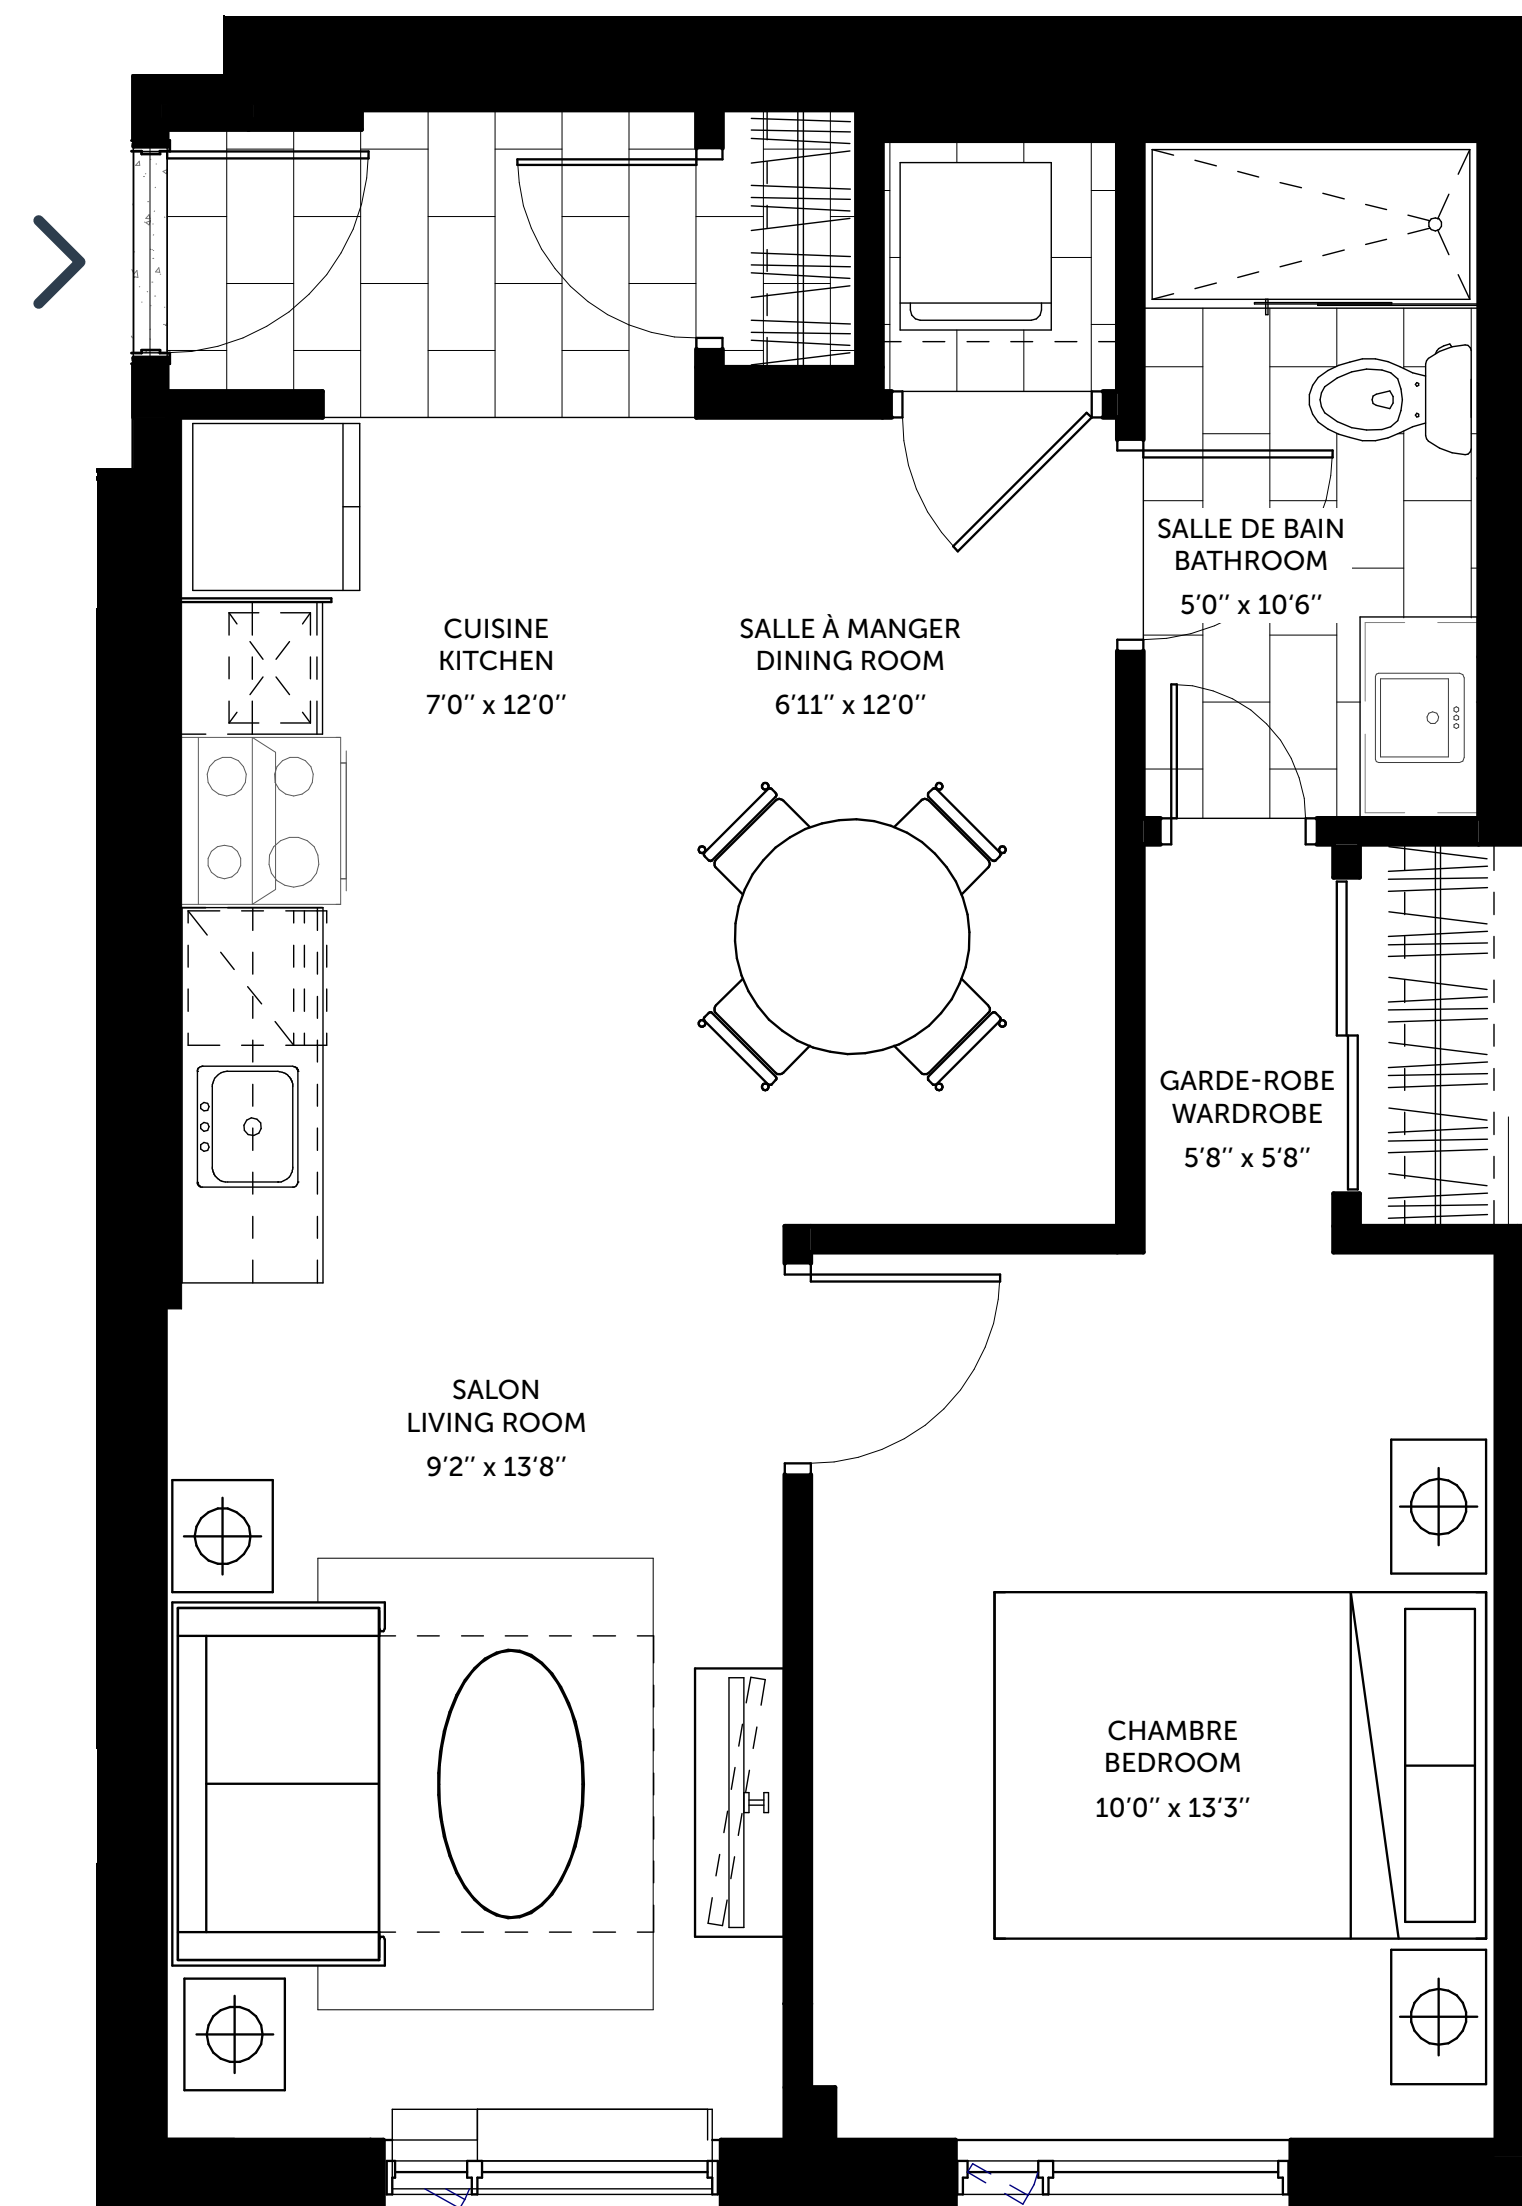 SALLE DE BAIN
BATHROOM
5'0'' x 10'6''
CUISINE
KITCHEN
7'0'' x 12'0''
SALLE À MANGER
DINING ROOM
6'11'' x 12'0''
GARDE-ROBE
WARDROBE
5'8'' x 5'8''
SALON
LIVING ROOM
9'2'' x 13'8''
CHAMBRE
BEDROOM
10'0'' x 13'3''